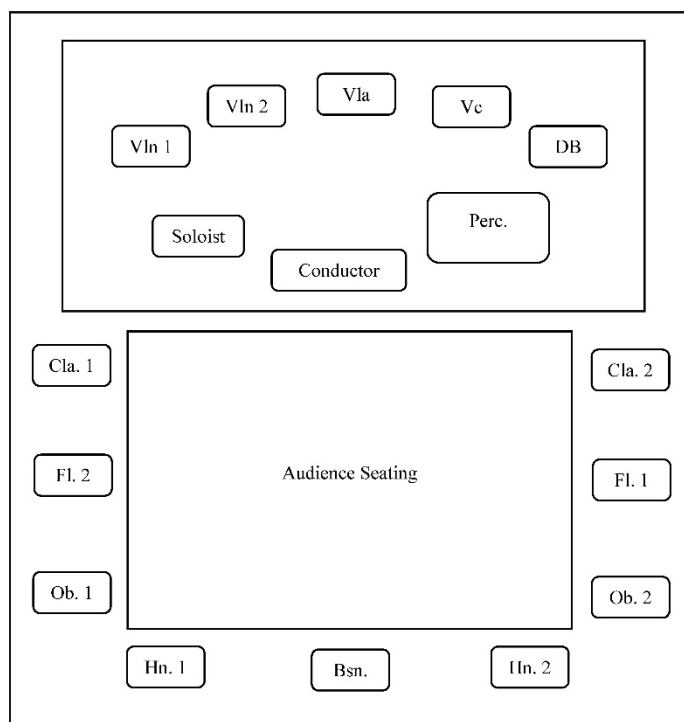 Vln 1
Vln 2
Vla
Vc
DB
Soloist
Conductor
Perc.
Cla. 1
Cla. 2
Audience Seating
Fl. 2
Fl. 1
Ob. 1
Ob. 2
Hn. 1
Bsn.
Hn. 2